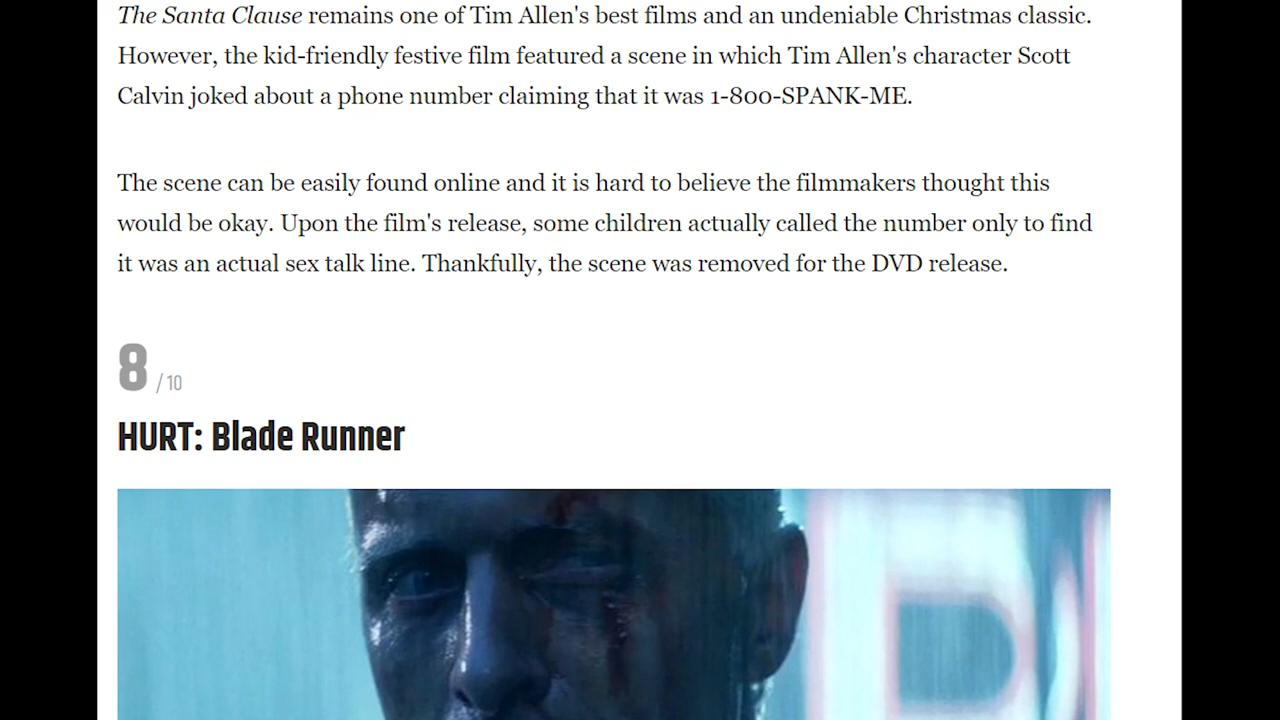 The Santa Clause remains one of Tim Allen's best films and an undeniable Christmas classic.
However, the kid-friendly festive film featured a scene in which Tim Allen's character Scott
Calvin joked about a phone number claiming that it was 1-800-SPANK-ME.
The scene can be easily found online and it is hard to believe the filmmakers thought this
would be okay. Upon the film's release, some children actually called the number only to find
it was an actual sex talk line. Thankfully, the scene was removed for the DVD release.
8 / 10
HURT: Blade Runner